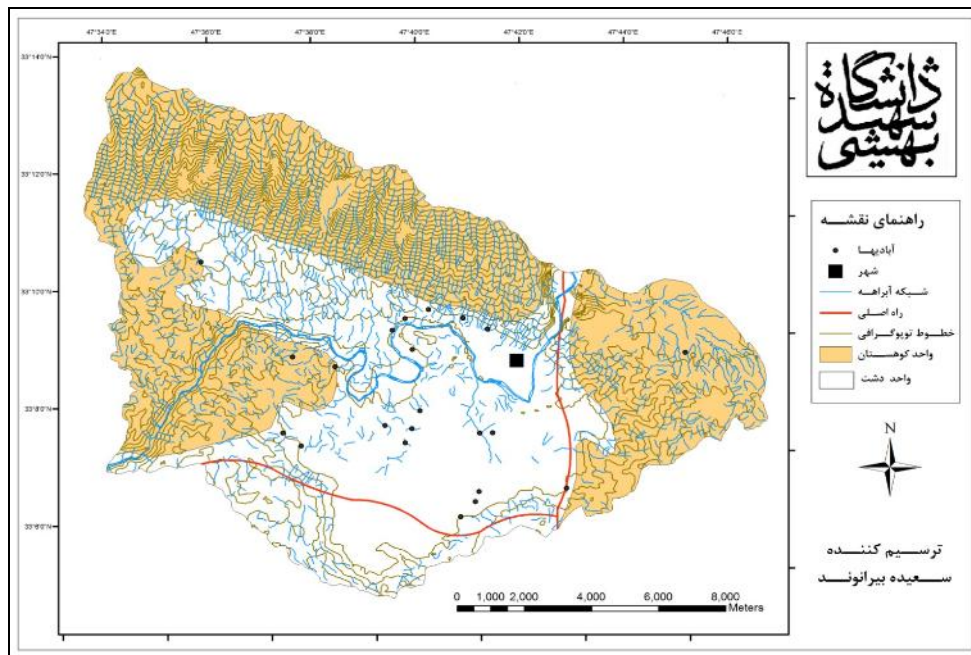 47°34'0"E 47°36'0"E 47°38'0"E 47°40'0"E 47°42'0"E 47°44'0"E 47°46'0"E
33°14'0"N
33°12'0"N
33°10'0"N
33°8'0"N
33°6'0"N
دانشگاه
شهید
بهشتی
راهنمای نقشه
آبادیها
شهر
شبکه آبراهه
راه اصلی
خطوط توپوگرافی
واحد کوهستان
واحد دشت
N
ترسیم کننده
سعیده بیرانوند
0 1,000 2,000 4,000 6,000 8,000
Meters